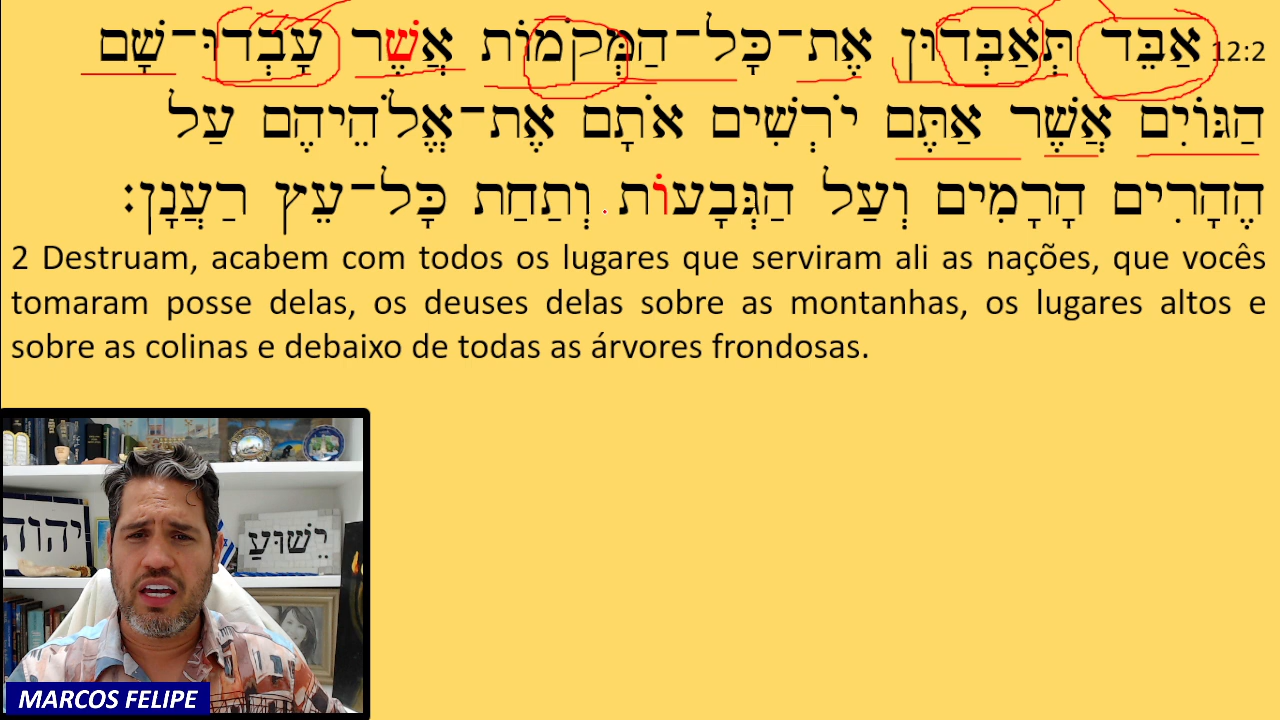 12:2 אַבֵּד תְּאַבְּדוּן אֶת־כָּל־הַמְּקֹמוֹת אֲשֶׁר עָבְדוּ־שָׁם
הַגּוֹיִם אֲשֶׁר אַתֶּם יֹרְשִׁים אֹתָם אֶת־אֱלֹהֵיהֶם עַל
הֶהָרִים הָרָמִים וְעַל הַגְּבָעוֹת וְתַחַת כָּל־עֵץ רַעֲנָן׃
2 Destruam, acabem com todos os lugares que serviram ali as nações, que vocês
tomaram posse delas, os deuses delas sobre as montanhas, os lugares altos e
sobre as colinas e debaixo de todas as árvores frondosas.
יהוה
יֵשׁוּעַ
MARCOS FELIPE